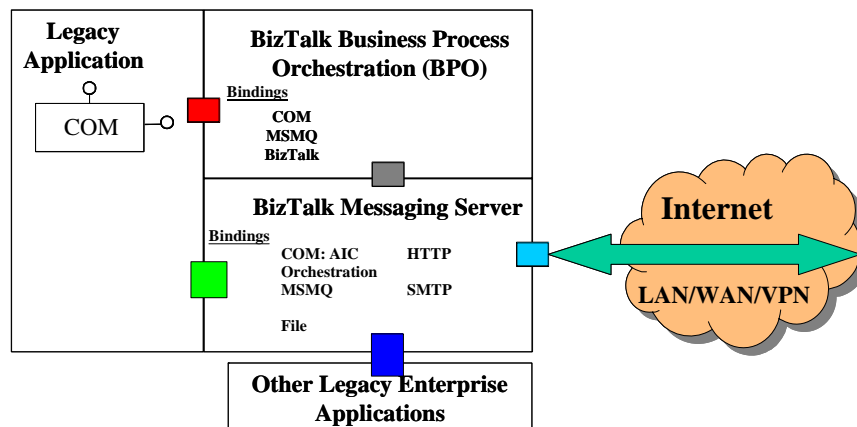 Legacy
Application
COM
BizTalk Business Process
Orchestration (BPO)
Bindings
COM
MSMQ
BizTalk
BizTalk Messaging Server
Bindings
COM: AIC HTTP
Orchestration
MSMQ SMTP
File
Internet
LAN/WAN/VPN
Other Legacy Enterprise
Applications